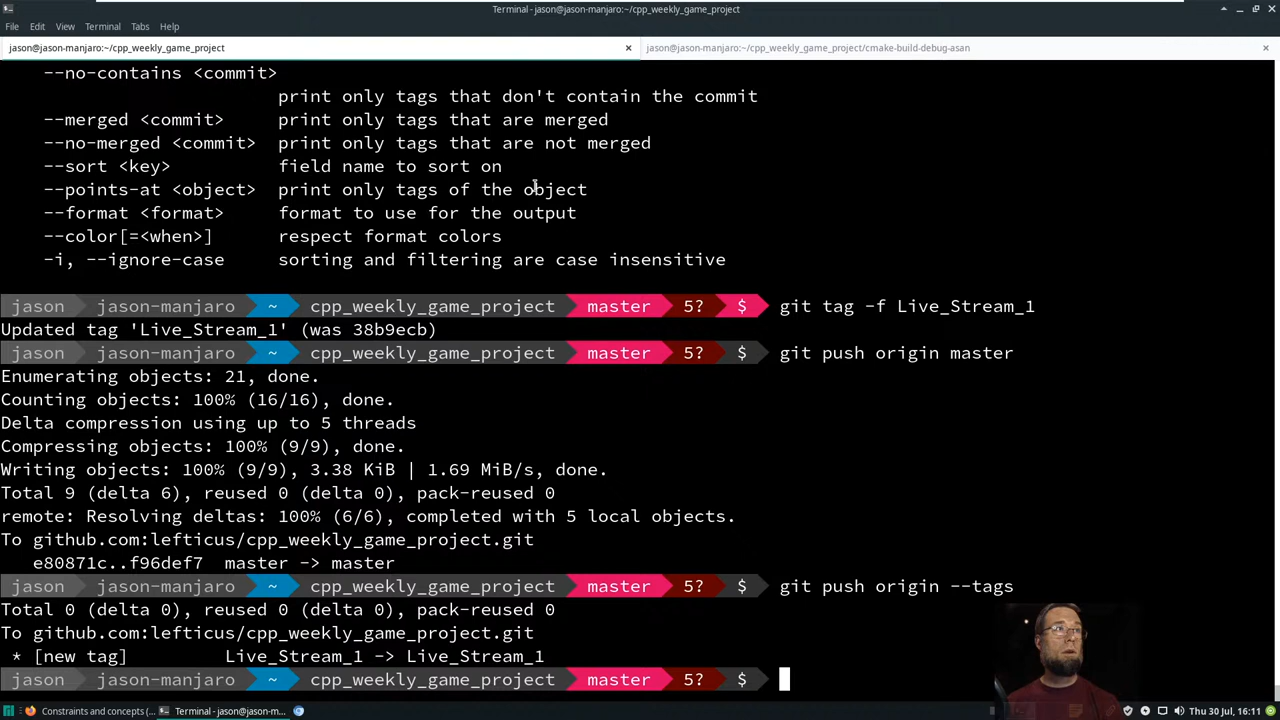 Terminal - jason@jason-manjaro:~/cpp_weekly_game_project
File Edit View Terminal Tabs Help
jason@jason-manjaro:~/cpp_weekly_game_project
jason@jason-manjaro:~/cpp_weekly_game_project/cmake-build-debug-asan
--no-contains <commit>
print only tags that don't contain the commit
--merged <commit> print only tags that are merged
--no-merged <commit> print only tags that are not merged
--sort <key> field name to sort on
--points-at <object> print only tags of the object
--format <format> format to use for the output
--color[=<when>] respect format colors
-i, --ignore-case sorting and filtering are case insensitive
jason jason-manjaro ~ cpp_weekly_game_project master 5? $ git tag -f Live_Stream_1
Updated tag 'Live_Stream_1' (was 38b9ecb)
jason jason-manjaro ~ cpp_weekly_game_project master 5? $ git push origin master
Enumerating objects: 21, done.
Counting objects: 100% (16/16), done.
Delta compression using up to 5 threads
Compressing objects: 100% (9/9), done.
Writing objects: 100% (9/9), 3.38 KiB | 1.69 MiB/s, done.
Total 9 (delta 6), reused 0 (delta 0), pack-reused 0
remote: Resolving deltas: 100% (6/6), completed with 5 local objects.
To github.com:lefticus/cpp_weekly_game_project.git
e80871c..f96def7 master -> master
jason jason-manjaro ~ cpp_weekly_game_project master 5? $ git push origin --tags
Total 0 (delta 0), reused 0 (delta 0), pack-reused 0
To github.com:lefticus/cpp_weekly_game_project.git
* [new tag] Live_Stream_1 -> Live_Stream_1
jason jason-manjaro ~ cpp_weekly_game_project master 5? $
Constraints and concepts (... Terminal - jason@jason-m... Thu 30 Jul, 16:11